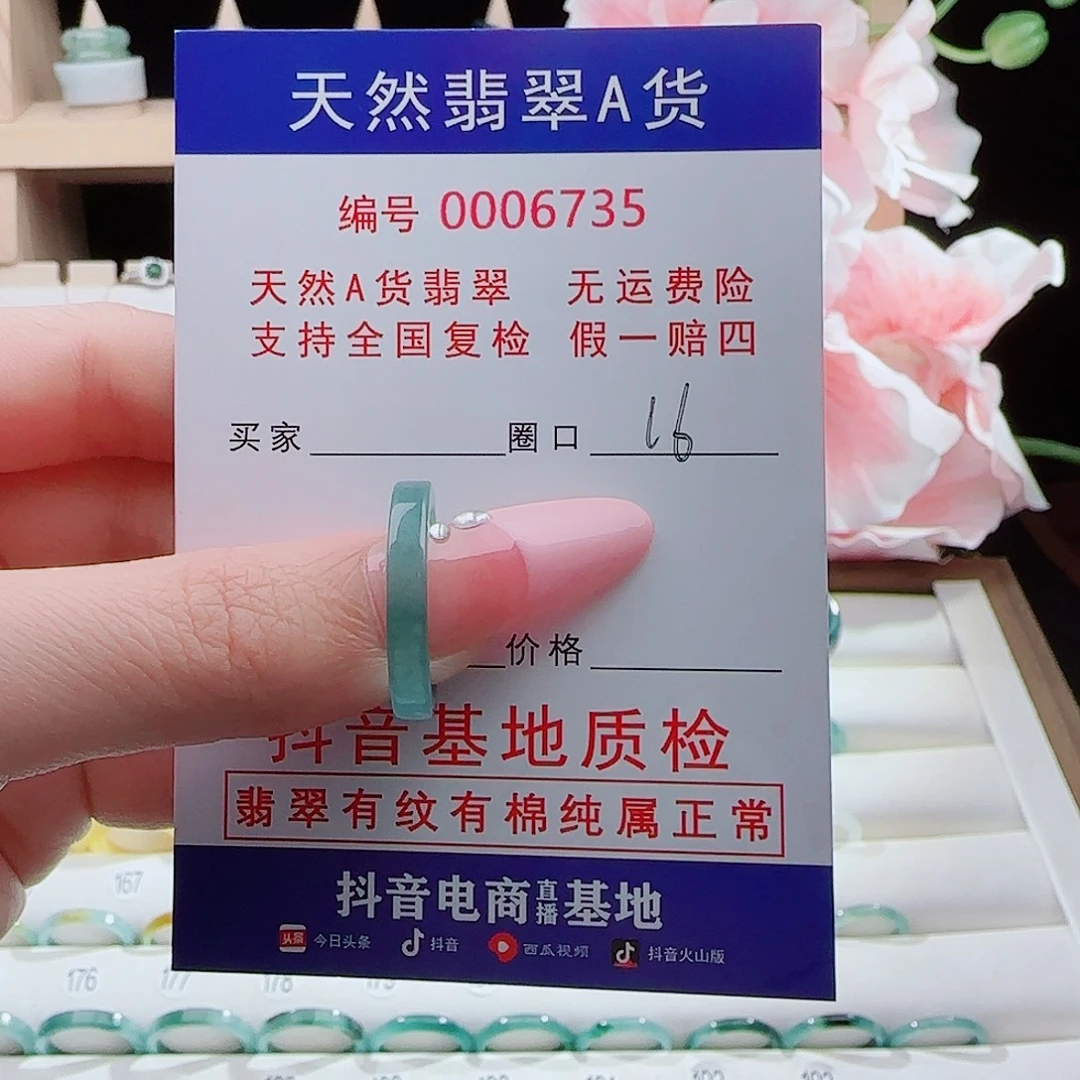 天然翡翠A货
编号 0006735
天然A货翡翠 无运费险
支持全国复检 假一赔四
买家 圈口 16
价格
抖音基地质检
翡翠有纹有棉纯属正常
抖音电商直播基地
头条 今日头条 抖音 西瓜视频 抖音火山版
167
176 177 178